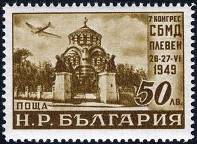 7 КОНГРЕС
СБМД
ПЛЕВЕН
26-27-VI
1949
ПОЩА
50 ЛВ.
Н.Р. БЪЛГАРИЯ